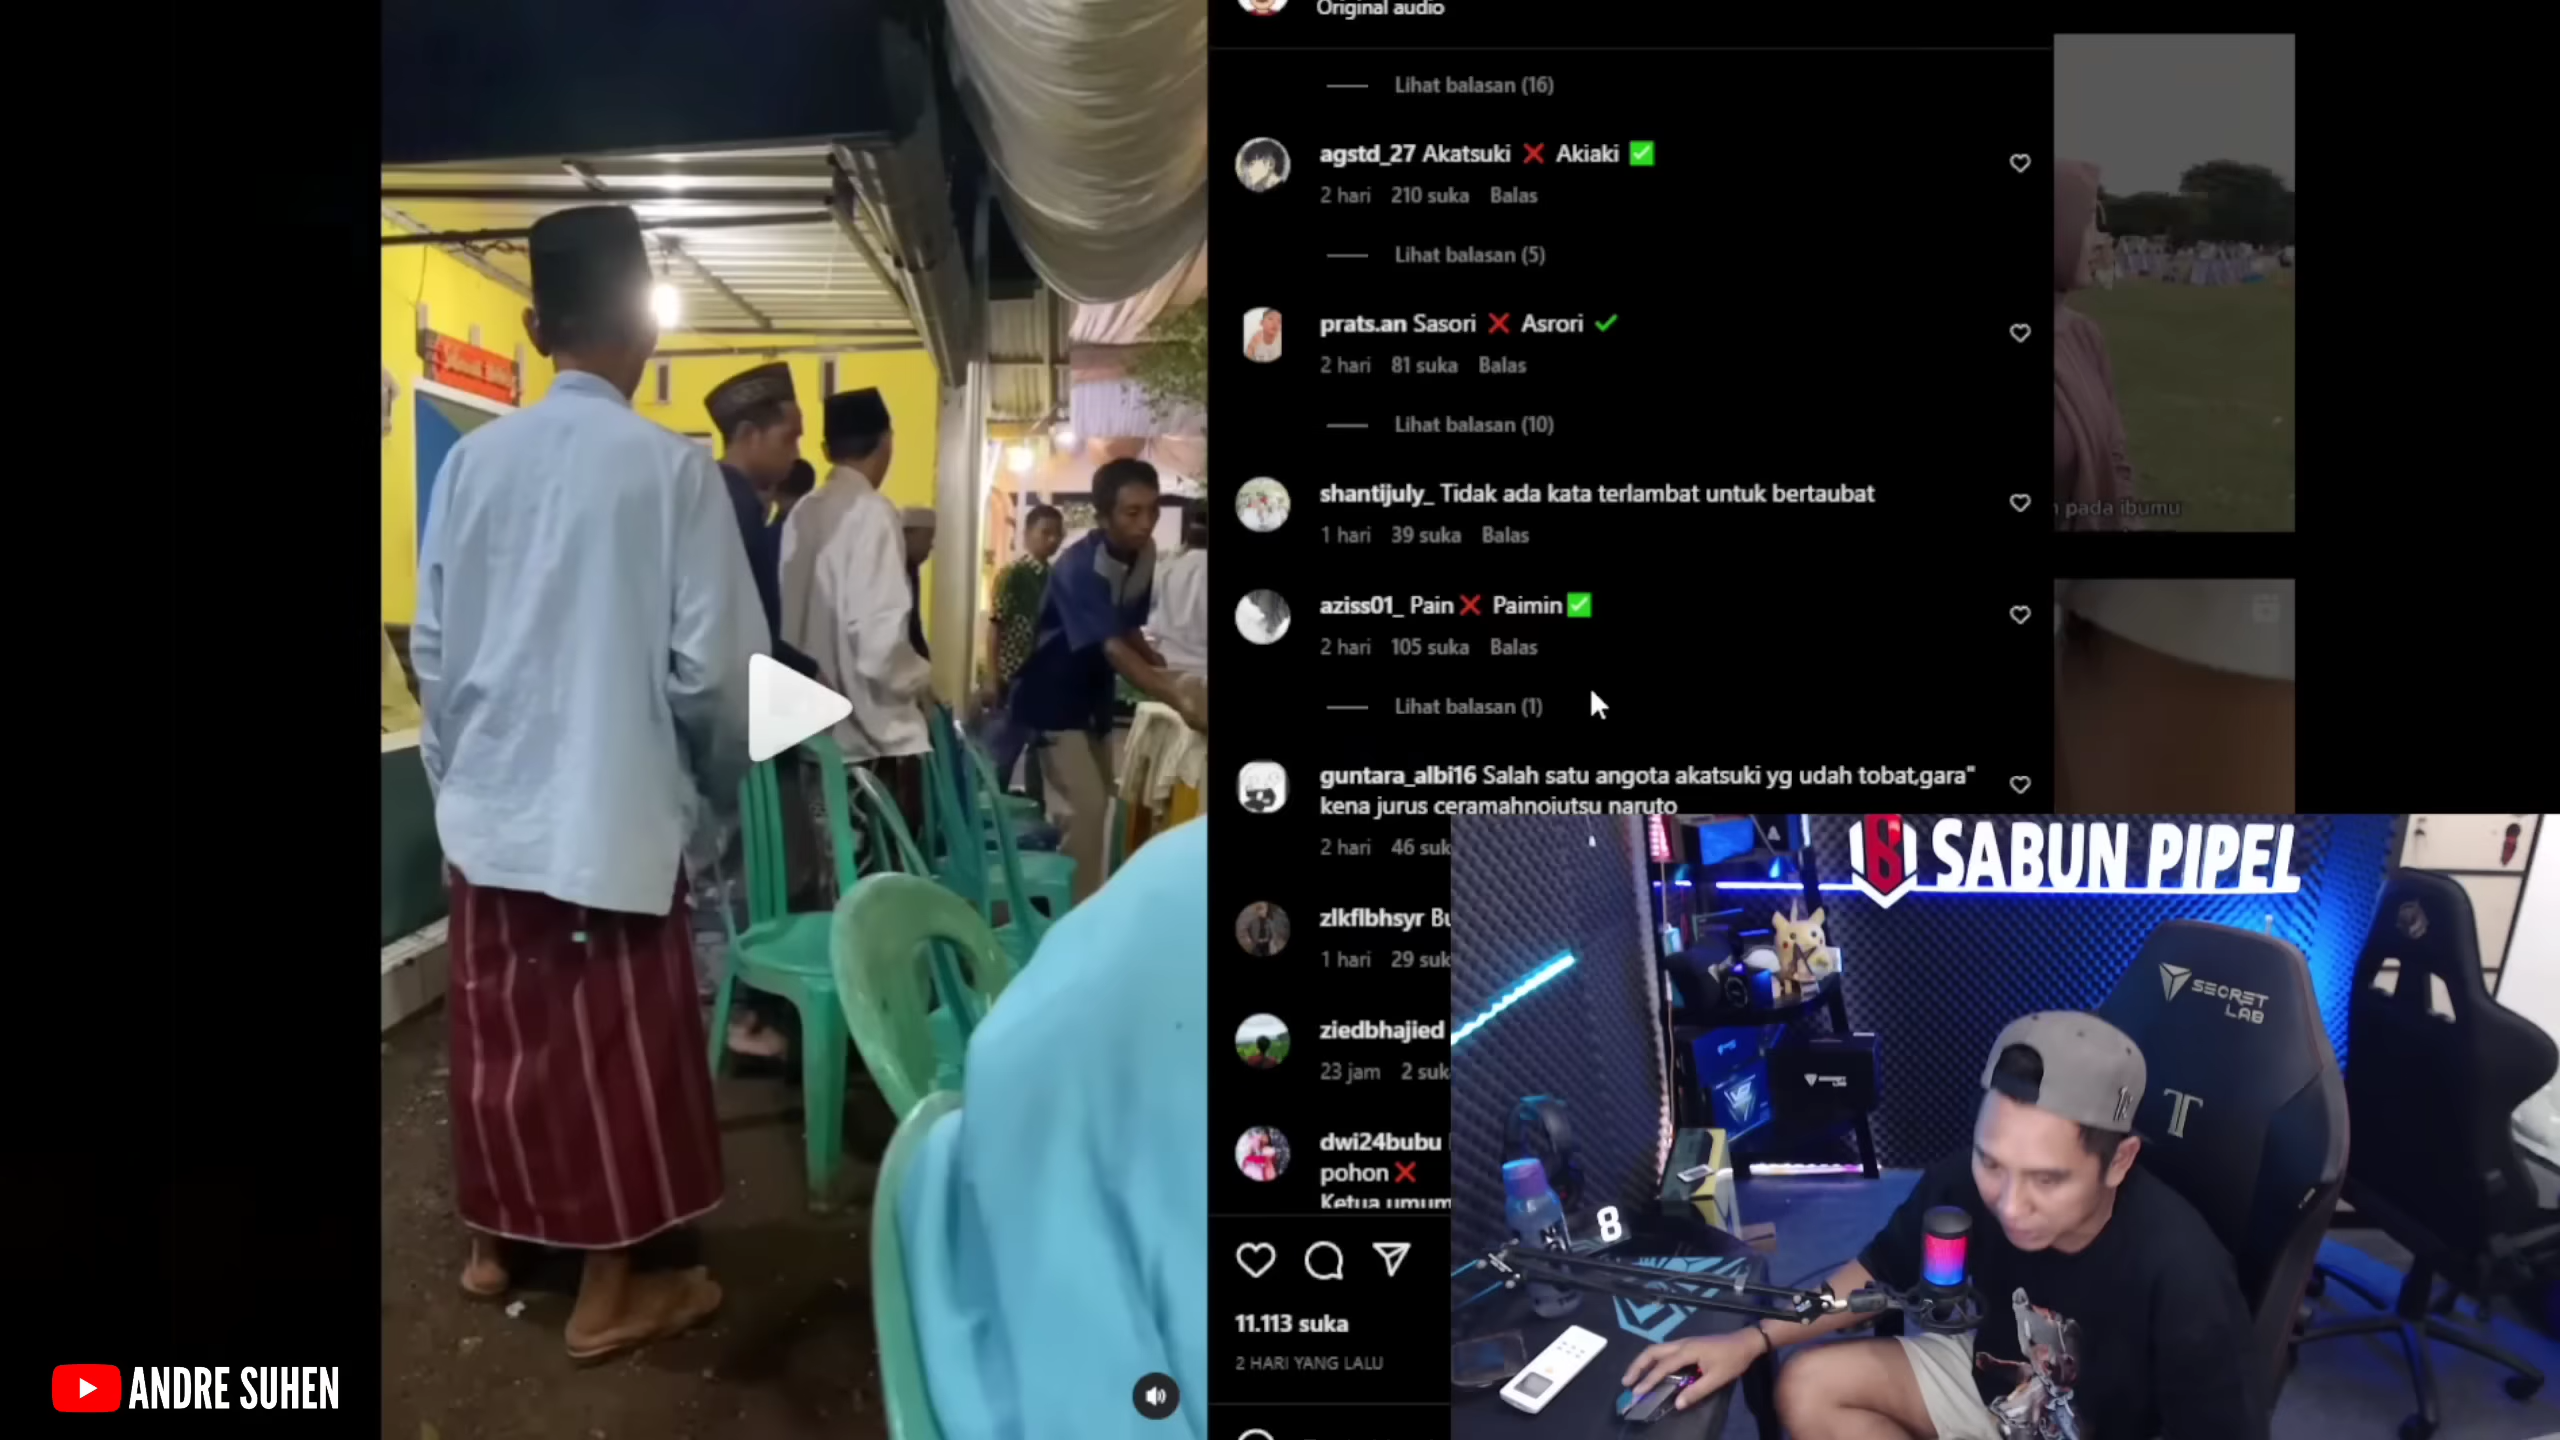 Original audio
Lihat balasan (16)
agstd_27 Akatsuki ❌ Akiaki ✅
2 hari 210 suka Balas
Lihat balasan (5)
prats.an Sasori ❌ Asrori ✔
2 hari 81 suka Balas
Lihat balasan (10)
shantijuly_ Tidak ada kata terlambat untuk bertaubat
1 hari 39 suka Balas
aziss01_ Pain❌ Paimin✅
2 hari 105 suka Balas
Lihat balasan (1)
guntara_albi16 Salah satu angota akatsuki yg udah tobat,gara"
kena jurus ceramahnojutsu naruto
2 hari 46 suk
zlkflbhsyr Bu
1 hari 29 suk
ziedbhajied
23 jam 2 suk
dwi24bubu
pohon ❌
Ketua umum
11.113 suka
2 HARI YANG LALU
pada ibumu
SABUN PIPEL
SECRET
LAB
8
ANDRE SUHEN